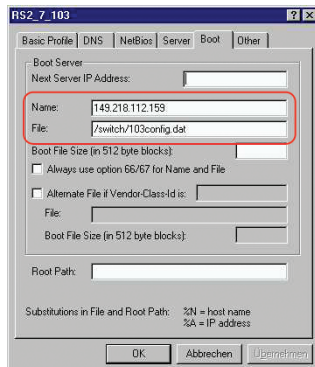 RS2_7_103
Basic Profile DNS NetBios Server Boot Other
Boot Server
Next Server IP Address:
Name: 149.218.112.159
File: /switch/103config.dat
Boot File Size (in 512 byte blocks):
Always use option 66/67 for Name and File
Alternate File if Vendor-Class-Id is:
File:
Boot File Size (in 512 byte blocks):
Root Path:
Substitutions in File and Root Path: %N = host name
%A = IP address
OK Abbrechen Übernehmen